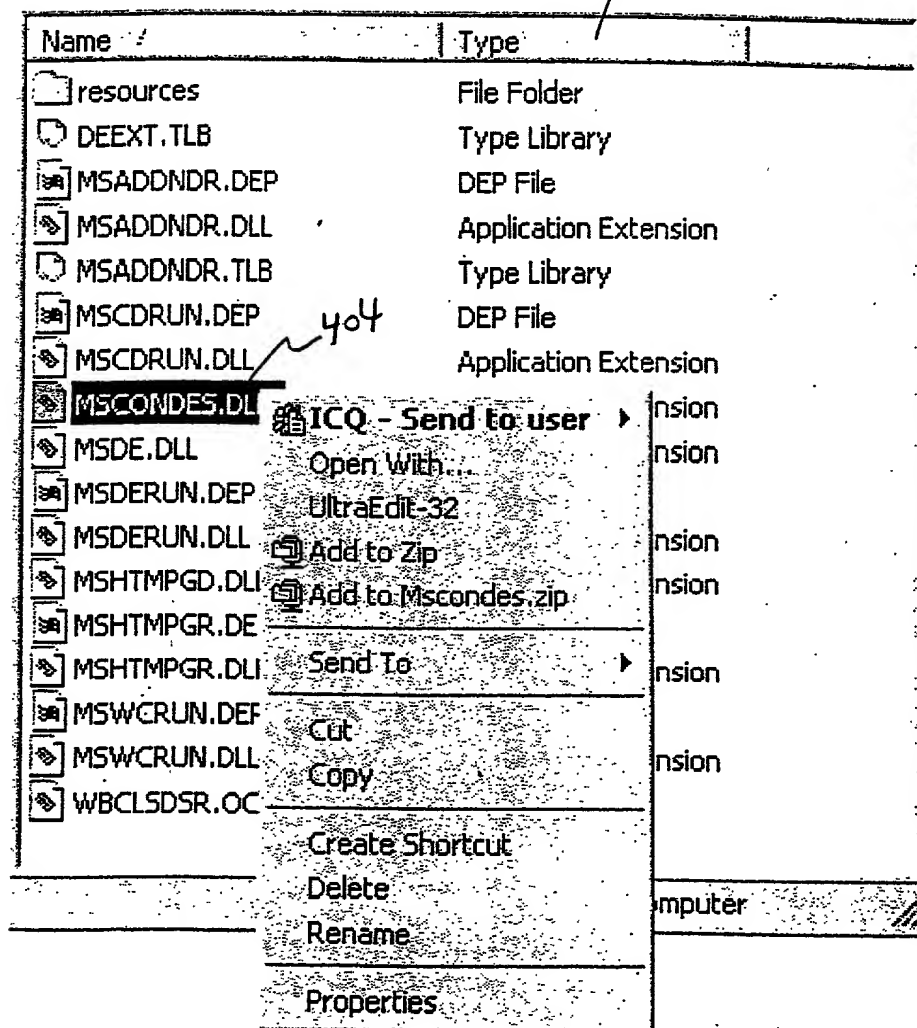 Name Type
resources File Folder
DEEXT.TLB Type Library
MSADDNDR.DEP DEP File
MSADDNDR.DLL Application Extension
MSADDNDR.TLB Type Library
MSCDRUN.DEP DEP File
404
MSCDRUN.DLL Application Extension
MSCONDES.DL nsion
MSDE.DLL nsion
MSDERUN.DEP
MSDERUN.DLL nsion
MSHTMPGD.DLL nsion
MSHTMPGR.DE
MSHTMPGR.DLL nsion
MSWCRUN.DEP
MSWCRUN.DLL nsion
WBCLSDSR.OC
ICQ - Send to user
Open With...
UltraEdit-32
Add to Zip
Add to Mscondes.zip
Send To
Cut
Copy
Create Shortcut
Delete
Rename
Properties
mputer